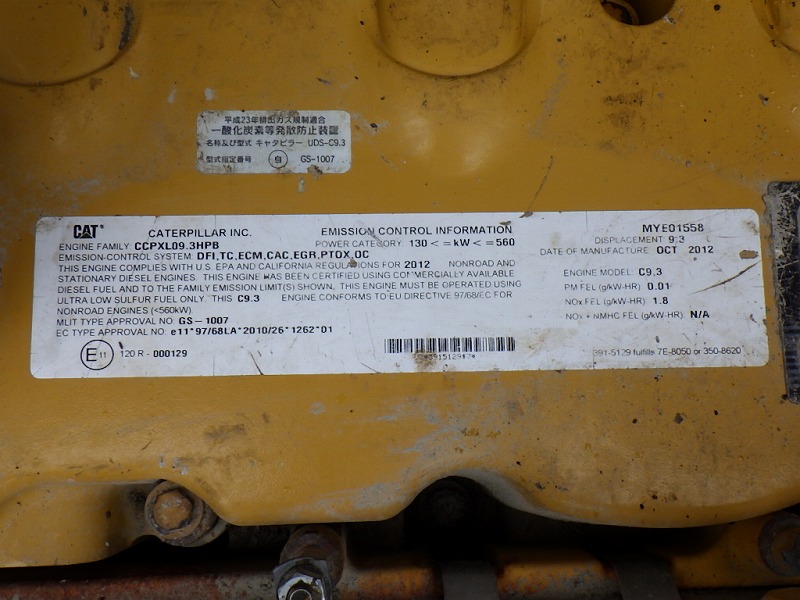 平成23年排出ガス規制適合
一酸化炭素等発散防止装置
名称及び型式 キャタピラー UDS-C9.3
型式指定番号 自 GS-1007
CAT CATERPILLAR INC. EMISSION CONTROL INFORMATION MYE01558
ENGINE FAMILY: CCPXL09.3HPB POWER CATEGORY: 130 < =kW < =560 DISPLACEMENT: 9.3
EMISSION-CONTROL SYSTEM: DFI,TC,ECM,CAC,EGR,PTOX,OC DATE OF MANUFACTURE: OCT 2012
THIS ENGINE COMPLIES WITH U.S. EPA AND CALIFORNIA REGULATIONS FOR 2012 NONROAD AND
STATIONARY DIESEL ENGINES. THIS ENGINE HAS BEEN CERTIFIED USING COMMERCIALLY AVAILABLE
DIESEL FUEL AND TO THE FAMILY EMISSION LIMIT(S) SHOWN. THIS ENGINE MUST BE OPERATED USING
ULTRA LOW SULFUR FUEL ONLY. THIS C9.3 ENGINE CONFORMS TO EU DIRECTIVE 97/68/EC FOR
NONROAD ENGINES (<560kW).
ENGINE MODEL: C9.3
PM FEL (g/kW-HR): 0.01
NOx FEL (g/kW-HR): 1.8
NOx + NMHC FEL (g/kW-HR): N/A
MLIT TYPE APPROVAL NO: GS-1007
EC TYPE APPROVAL NO: e11*97/68LA*2010/26*1262*01
E11 120 R - 000129
391-5129 fulfills 7E-8050 or 350-8620